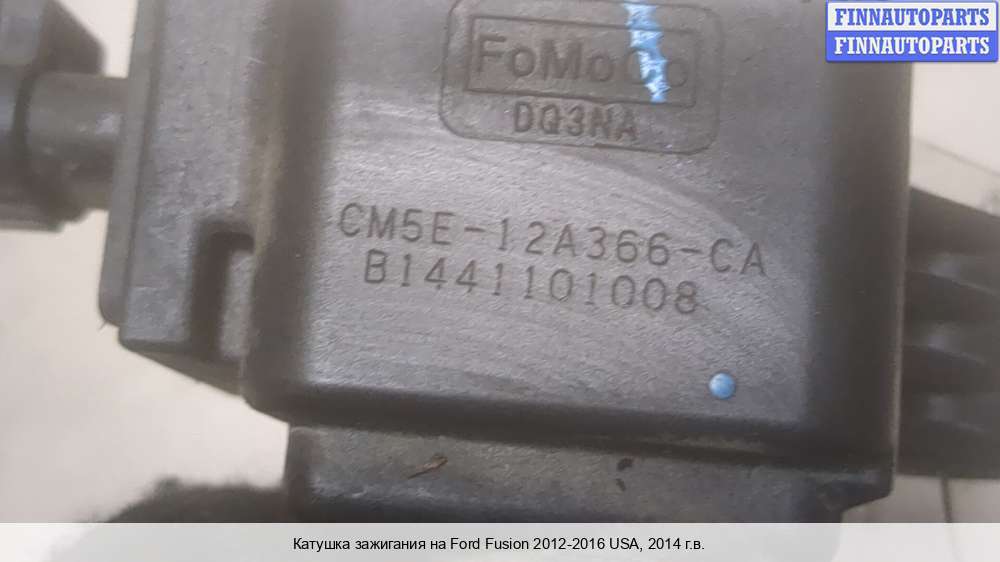 FINNAUTOPARTS
FINNAUTOPARTS
FoMoCo
DQ3NA
CM5E-12A366-CA
B1441101008
Катушка зажигания на Ford Fusion 2012-2016 USA, 2014 г.в.